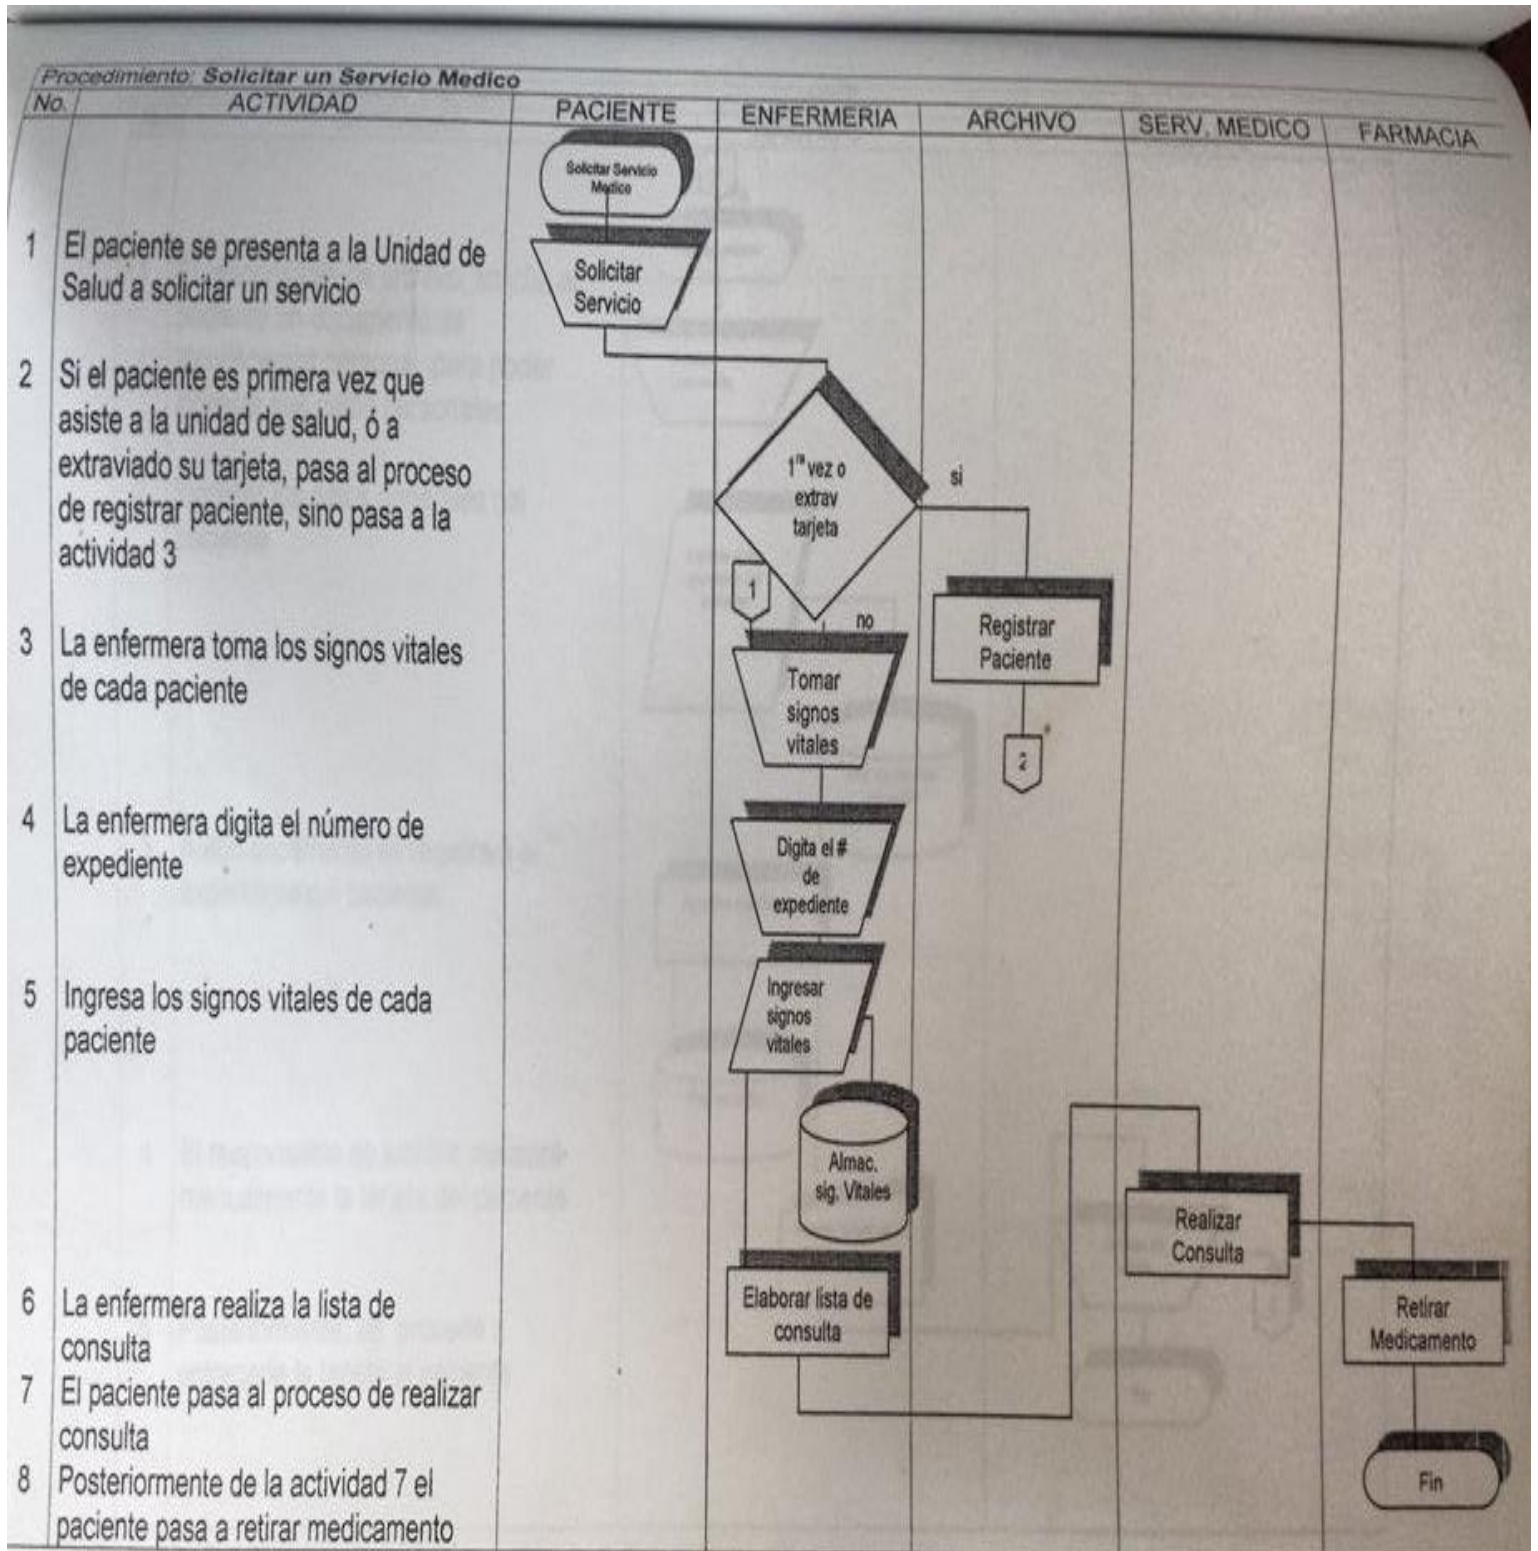 Procedimiento: Solicitar un Servicio Medico
No. ACTIVIDAD PACIENTE ENFERMERIA ARCHIVO SERV. MEDICO FARMACIA
Solicitar Servicio
Medico
1 El paciente se presenta a la Unidad de
Salud a solicitar un servicio
Solicitar
Servicio
2 Si el paciente es primera vez que
asiste a la unidad de salud, ó a
extraviado su tarjeta, pasa al proceso
de registrar paciente, sino pasa a la
actividad 3
1ra vez o
extrav
tarjeta
si
1
no
Registrar
Paciente
2
3 La enfermera toma los signos vitales
de cada paciente
Tomar
signos
vitales
4 La enfermera digita el número de
expediente
Digita el #
de
expediente
5 Ingresa los signos vitales de cada
paciente
Ingresar
signos
vitales
Almac.
sig. Vitales
6 La enfermera realiza la lista de
consulta
Elaborar lista de
consulta
7 El paciente pasa al proceso de realizar
consulta
Realizar
Consulta
8 Posteriormente de la actividad 7 el
paciente pasa a retirar medicamento
Retirar
Medicamento
Fin